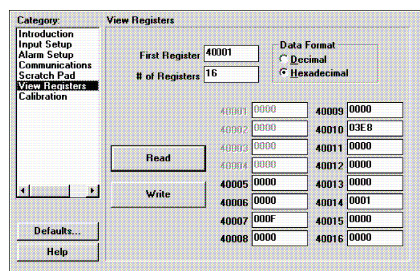 Category:
Introduction
Input Setup
Alarm Setup
Communications
Scratch Pad
View Registers
Calibration
Defaults...
Help
View Registers
First Register 40001
# of Registers 16
Data Format
Decimal
Hexadecimal
Read
Write
40001 0000
40002 0000
40003 0000
40004 0000
40005 0000
40006 0000
40007 000F
40008 0000
40009 0000
40010 03E8
40011 0000
40012 0000
40013 0000
40014 0001
40015 0000
40016 0000